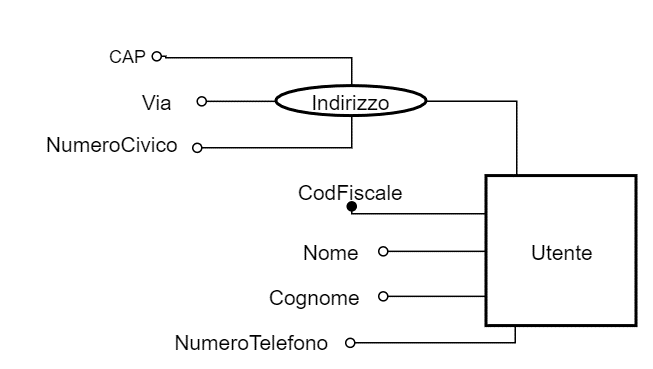 CAP
Via
Indirizzo
NumeroCivico
CodFiscale
Nome
Utente
Cognome
NumeroTelefono